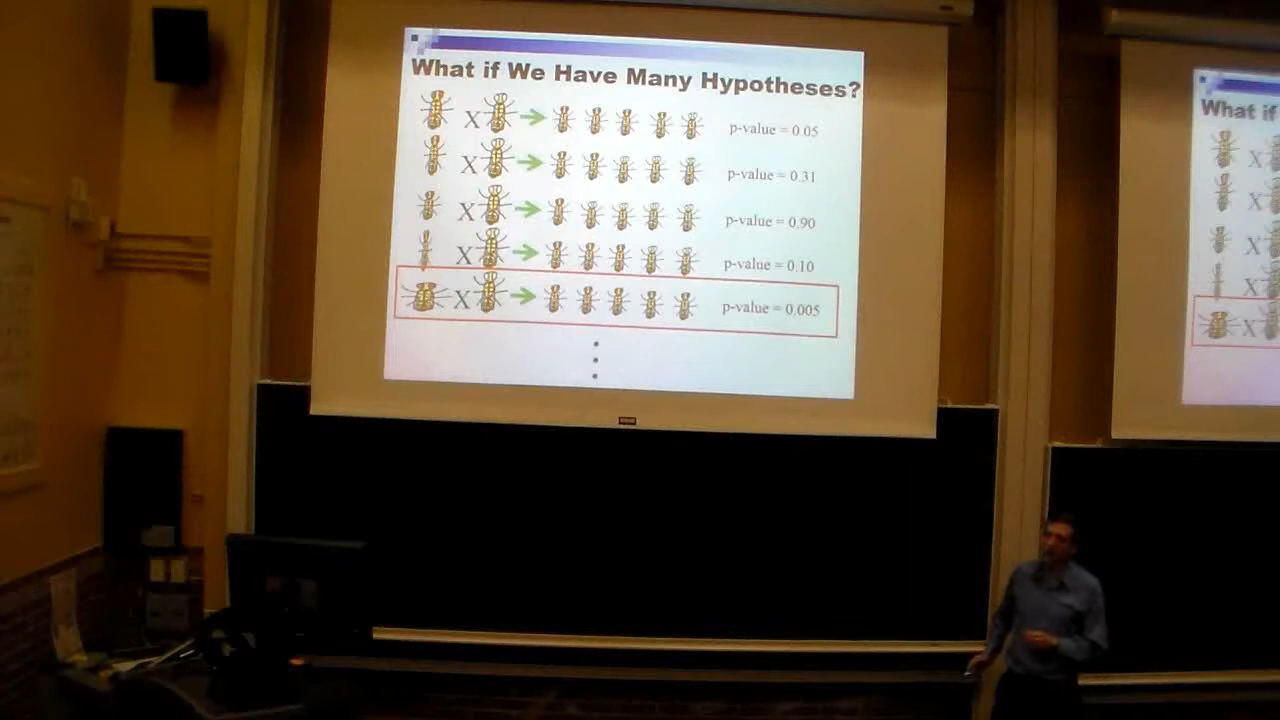 What if We Have Many Hypotheses?
X p-value = 0.05
X p-value = 0.31
X p-value = 0.90
X p-value = 0.10
X p-value = 0.005
What if
X
X
X
X
X